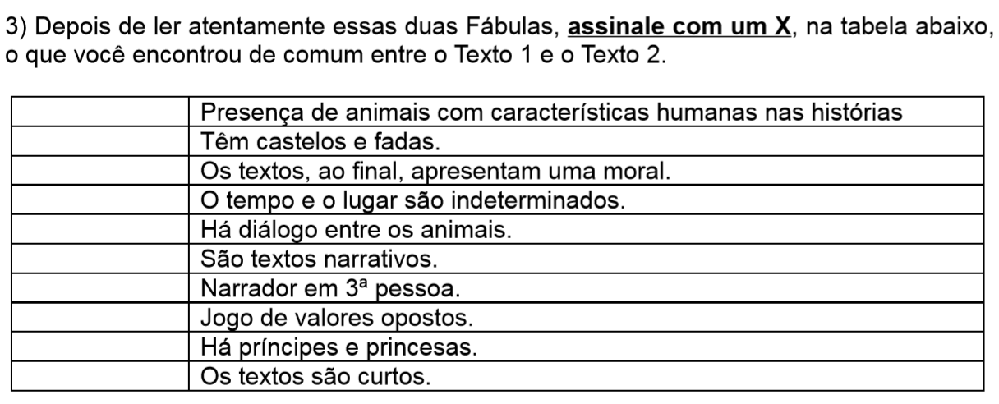 3) Depois de ler atentamente essas duas Fábulas, assinale com um X, na tabela abaixo,
o que você encontrou de comum entre o Texto 1 e o Texto 2.
Presença de animais com características humanas nas histórias
Têm castelos e fadas.
Os textos, ao final, apresentam uma moral.
O tempo e o lugar são indeterminados.
Há diálogo entre os animais.
São textos narrativos.
Narrador em 3ª pessoa.
Jogo de valores opostos.
Há príncipes e princesas.
Os textos são curtos.